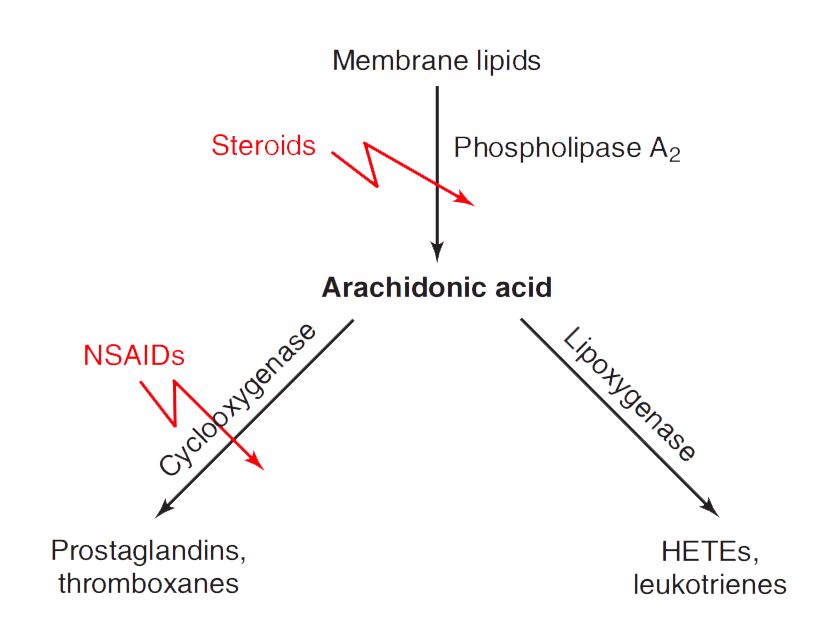 Membrane lipids
Steroids
Phospholipase A2
Arachidonic acid
NSAIDs
Cyclooxygenase
Lipoxygenase
Prostaglandins,
thromboxanes
HETEs,
leukotrienes